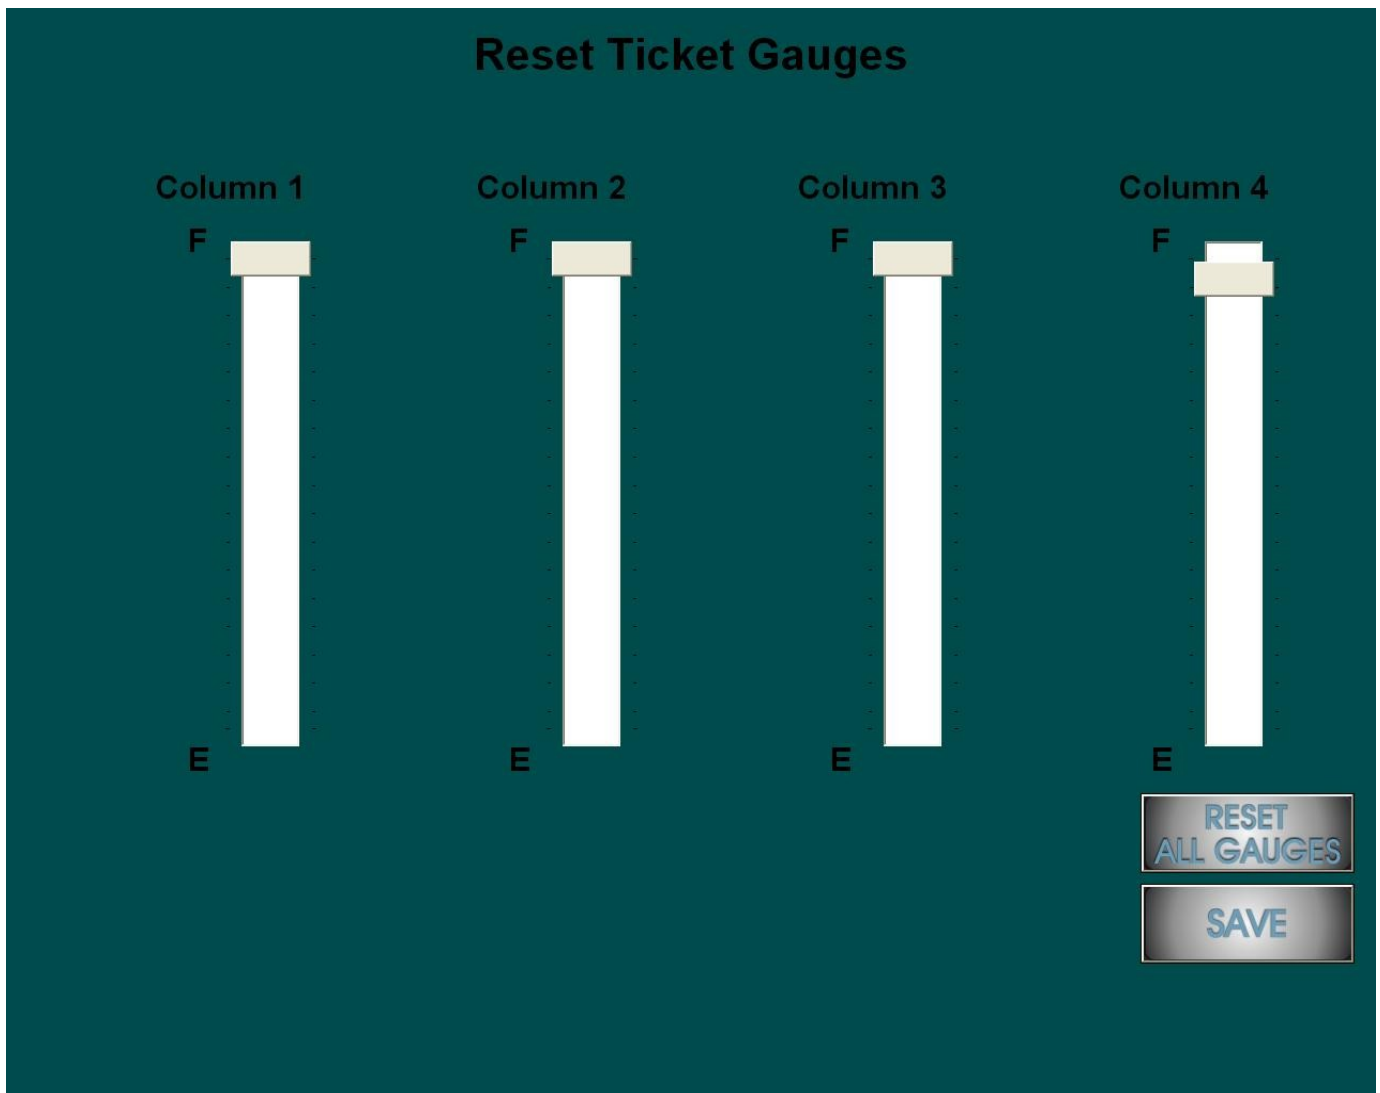 Reset Ticket Gauges
Column 1 Column 2 Column 3 Column 4
F F F F
E E E E
RESET
ALL GAUGES
SAVE